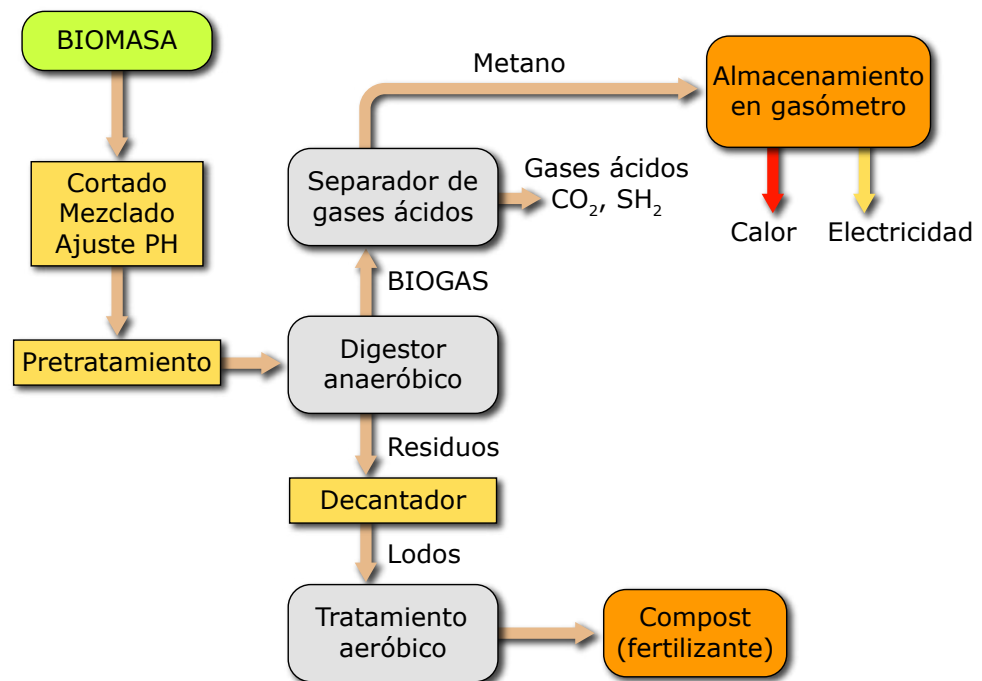 BIOMASA
Cortado
Mezclado
Ajuste PH
Pretratamiento
Digestor
anaeróbico
BIOGAS
Separador de
gases ácidos
Gases ácidos
CO₂, SH₂
Metano
Almacenamiento
en gasómetro
Calor
Electricidad
Residuos
Decantador
Lodos
Tratamiento
aeróbico
Compost
(fertilizante)